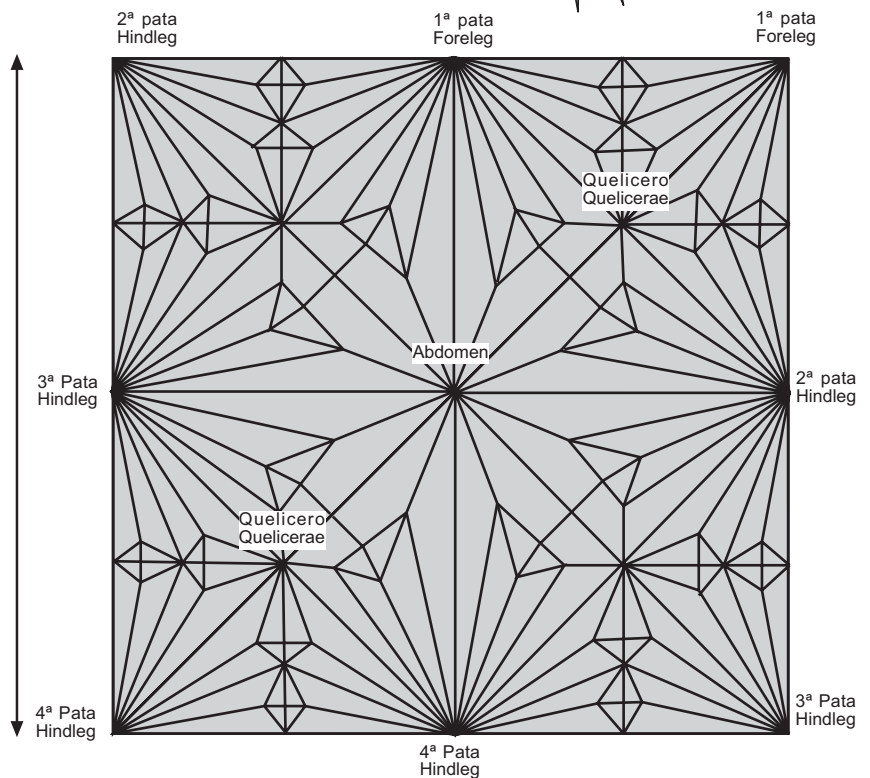 2ª pata
Hindleg
1ª pata
Foreleg
1ª pata
Foreleg
Quelicero
Quelicerae
Abdomen
3ª Pata
Hindleg
2ª pata
Hindleg
Quelicero
Quelicerae
4ª Pata
Hindleg
3ª Pata
Hindleg
4ª Pata
Hindleg